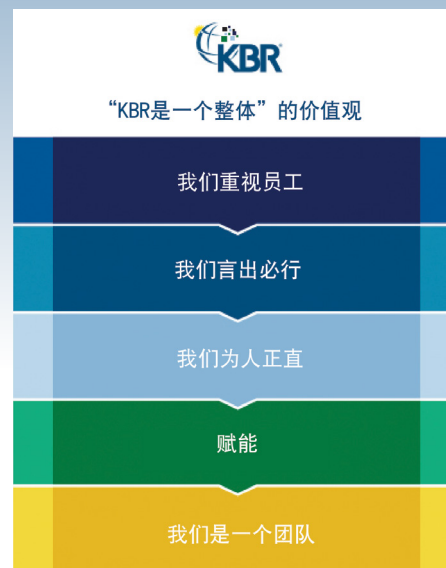 KBR
“KBR是一个整体”的价值观
我们重视员工
我们言出必行
我们为人正直
赋能
我们是一个团队